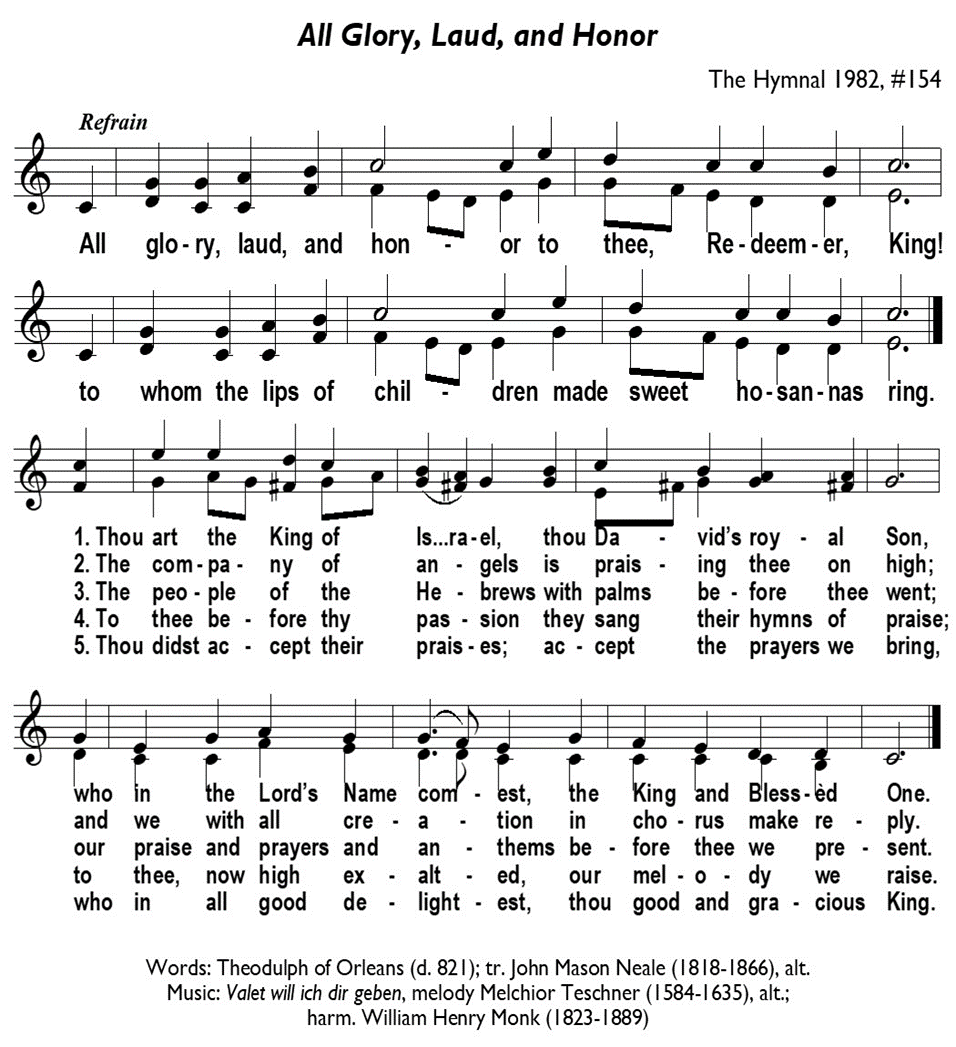 All Glory, Laud, and Honor
The Hymnal 1982, #154
Refrain
All glo - ry, laud, and hon - or to thee, Re - deem - er, King!
to whom the lips of chil - dren made sweet ho - san - nas ring.
1. Thou art the King of Is...ra - el, thou Da - vid's roy - al Son,
2. The com - pa - ny of an - gels is prais - ing thee on high;
3. The peo - ple of the He - brews with palms be - fore thee went;
4. To thee be - fore thy pas - sion they sang their hymns of praise;
5. Thou didst ac - cept their prais - es; ac - cept the prayers we bring,
who in the Lord's Name com - est, the King and Bless - èd One.
and we with all cre - a - tion in cho - rus make re - ply.
our praise and prayers and an - thems be - fore thee we pre - sent.
to thee, now high ex - alt - ed, our mel - o - dy we raise.
who in all good de - light - est, thou good and gra - cious King.
Words: Theodulph of Orleans (d. 821); tr. John Mason Neale (1818-1866), alt.
Music: Valet will ich dir geben, melody Melchior Teschner (1584-1635), alt.;
harm. William Henry Monk (1823-1889)